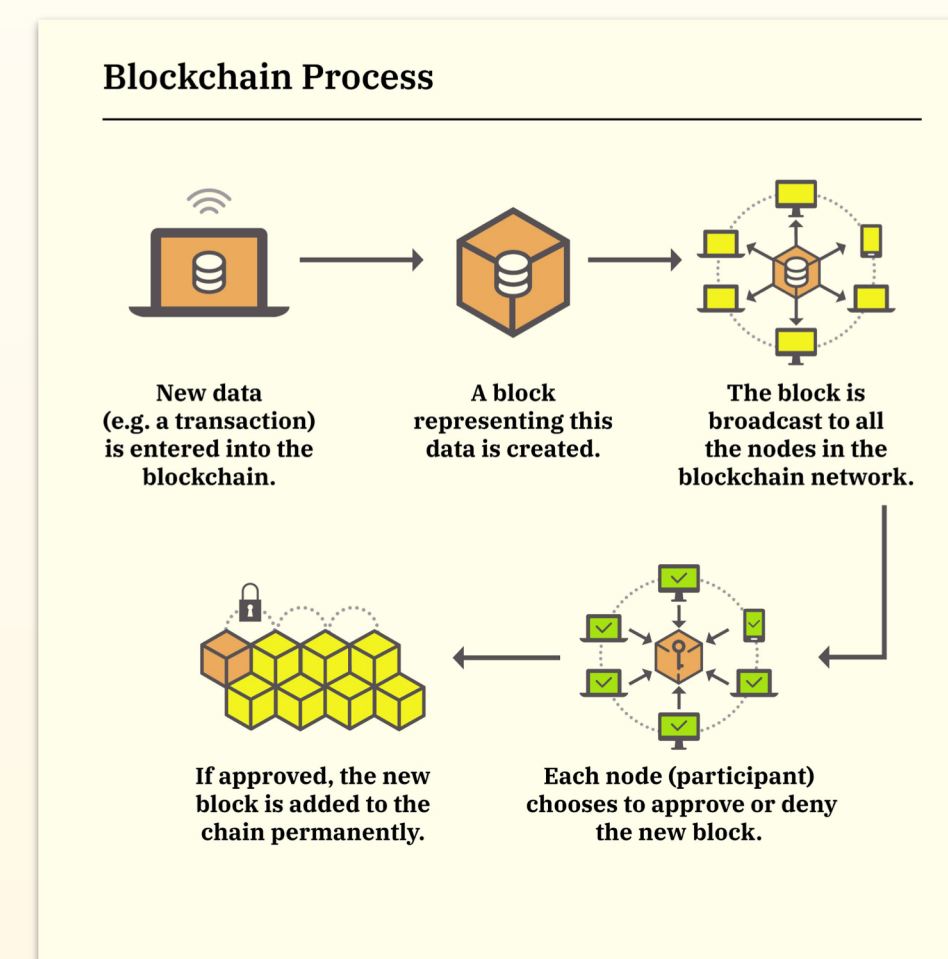 Blockchain Process
New data
(e.g. a transaction)
is entered into the
blockchain.
A block
representing this
data is created.
The block is
broadcast to all
the nodes in the
blockchain network.
Each node (participant)
chooses to approve or deny
the new block.
If approved, the new
block is added to the
chain permanently.